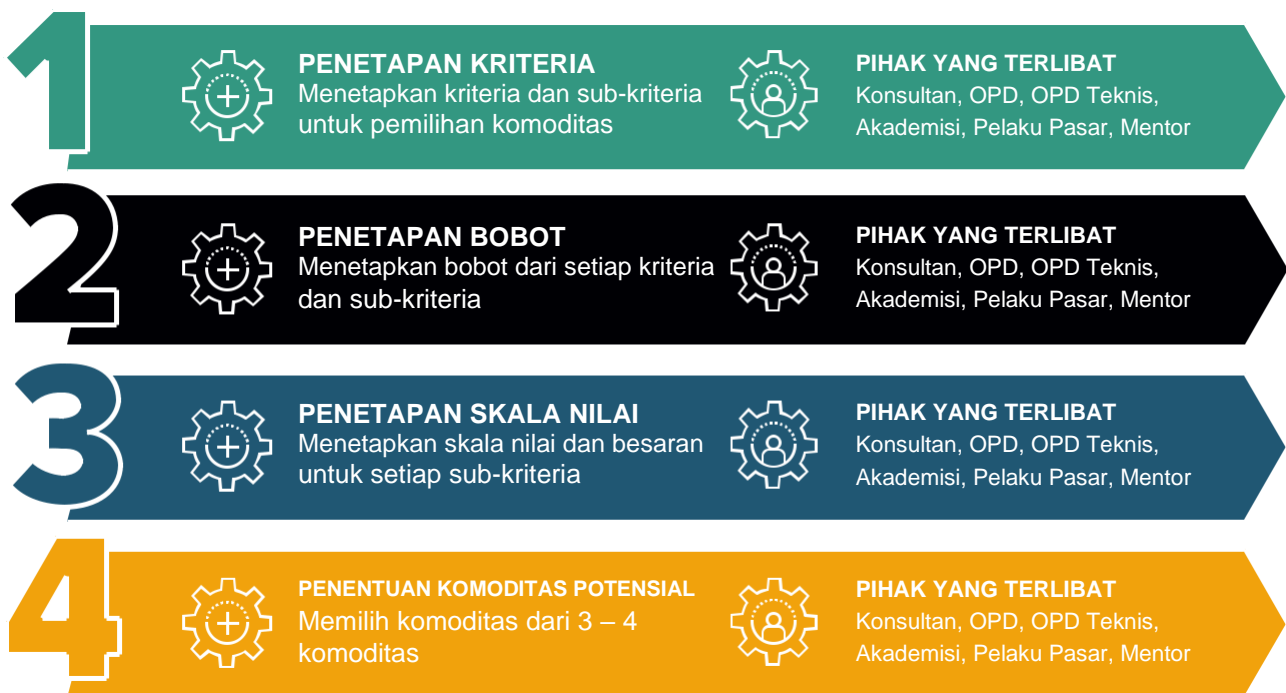 1
PENETAPAN KRITERIA
Menetapkan kriteria dan sub-kriteria
untuk pemilihan komoditas
PIHAK YANG TERLIBAT
Konsultan, OPD, OPD Teknis,
Akademisi, Pelaku Pasar, Mentor
2
PENETAPAN BOBOT
Menetapkan bobot dari setiap kriteria
dan sub-kriteria
PIHAK YANG TERLIBAT
Konsultan, OPD, OPD Teknis,
Akademisi, Pelaku Pasar, Mentor
3
PENETAPAN SKALA NILAI
Menetapkan skala nilai dan besaran
untuk setiap sub-kriteria
PIHAK YANG TERLIBAT
Konsultan, OPD, OPD Teknis,
Akademisi, Pelaku Pasar, Mentor
4
PENENTUAN KOMODITAS POTENSIAL
Memilih komoditas dari 3 – 4
komoditas
PIHAK YANG TERLIBAT
Konsultan, OPD, OPD Teknis,
Akademisi, Pelaku Pasar, Mentor